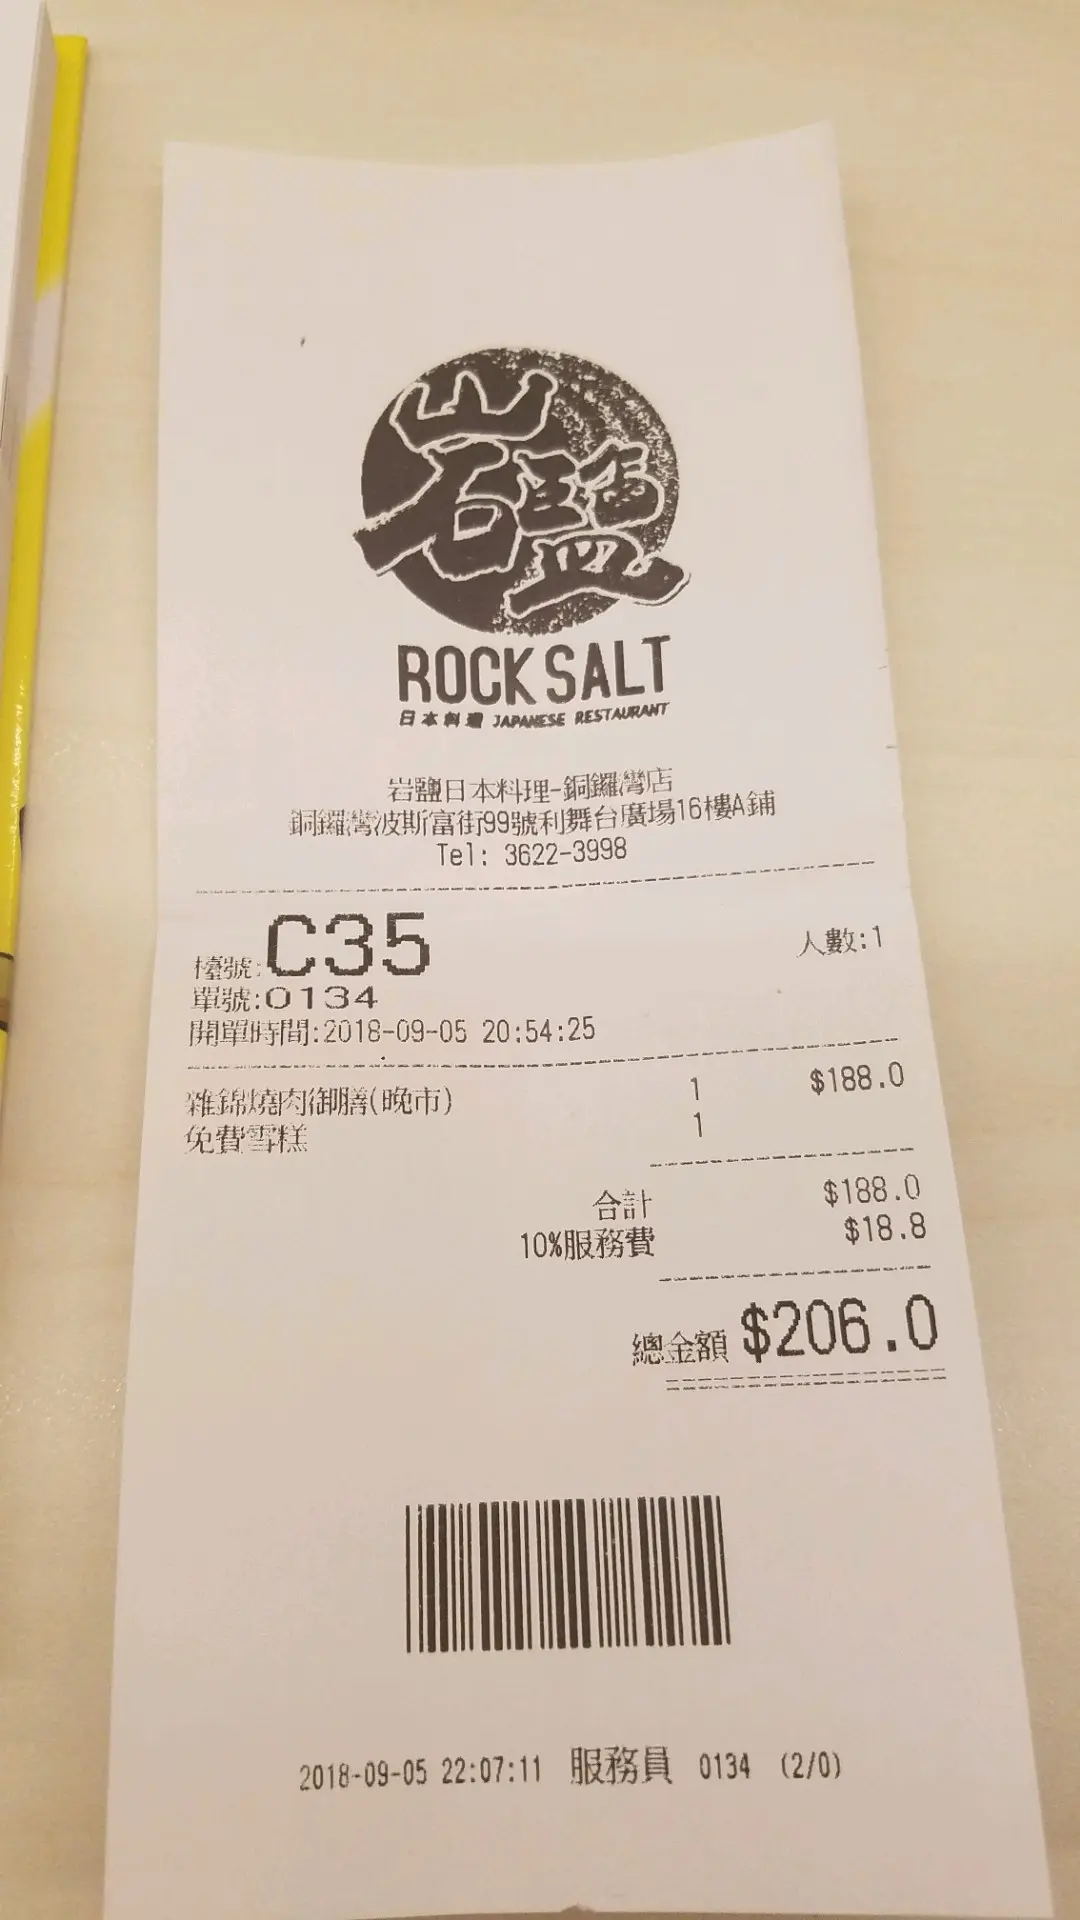 岩鹽
ROCK SALT
日本料理 JAPANESE RESTAURANT
岩鹽日本料理-銅鑼灣店
銅鑼灣波斯富街99號利舞台廣場16樓A鋪
Tel: 3622-3998
檯號:C35 人數:1
單號:0134
開單時間:2018-09-05 20:54:25
雜錦燒肉御膳(晚市) 1 $188.0
免費雪糕 1
合計 $188.0
10%服務費 $18.8
總金額 $206.0
2018-09-05 22:07:11 服務員 0134 (2/0)